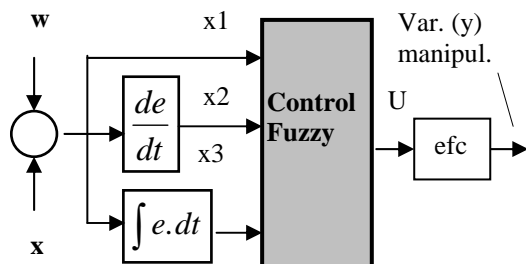 w
x1
Var. (y)
manipul.
de
dt
x2
Control
Fuzzy
U
efc
x3
∫ e.dt
x